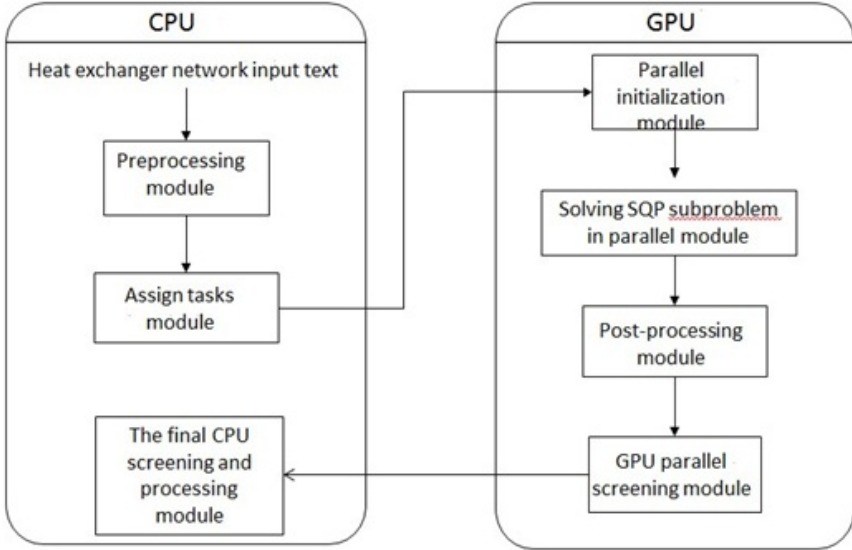 CPU
Heat exchanger network input text
Preprocessing
module
Assign tasks
module
The final CPU
screening and
processing
module
GPU
Parallel
initialization
module
Solving SQP subproblem
in parallel module
Post-processing
module
GPU parallel
screening module